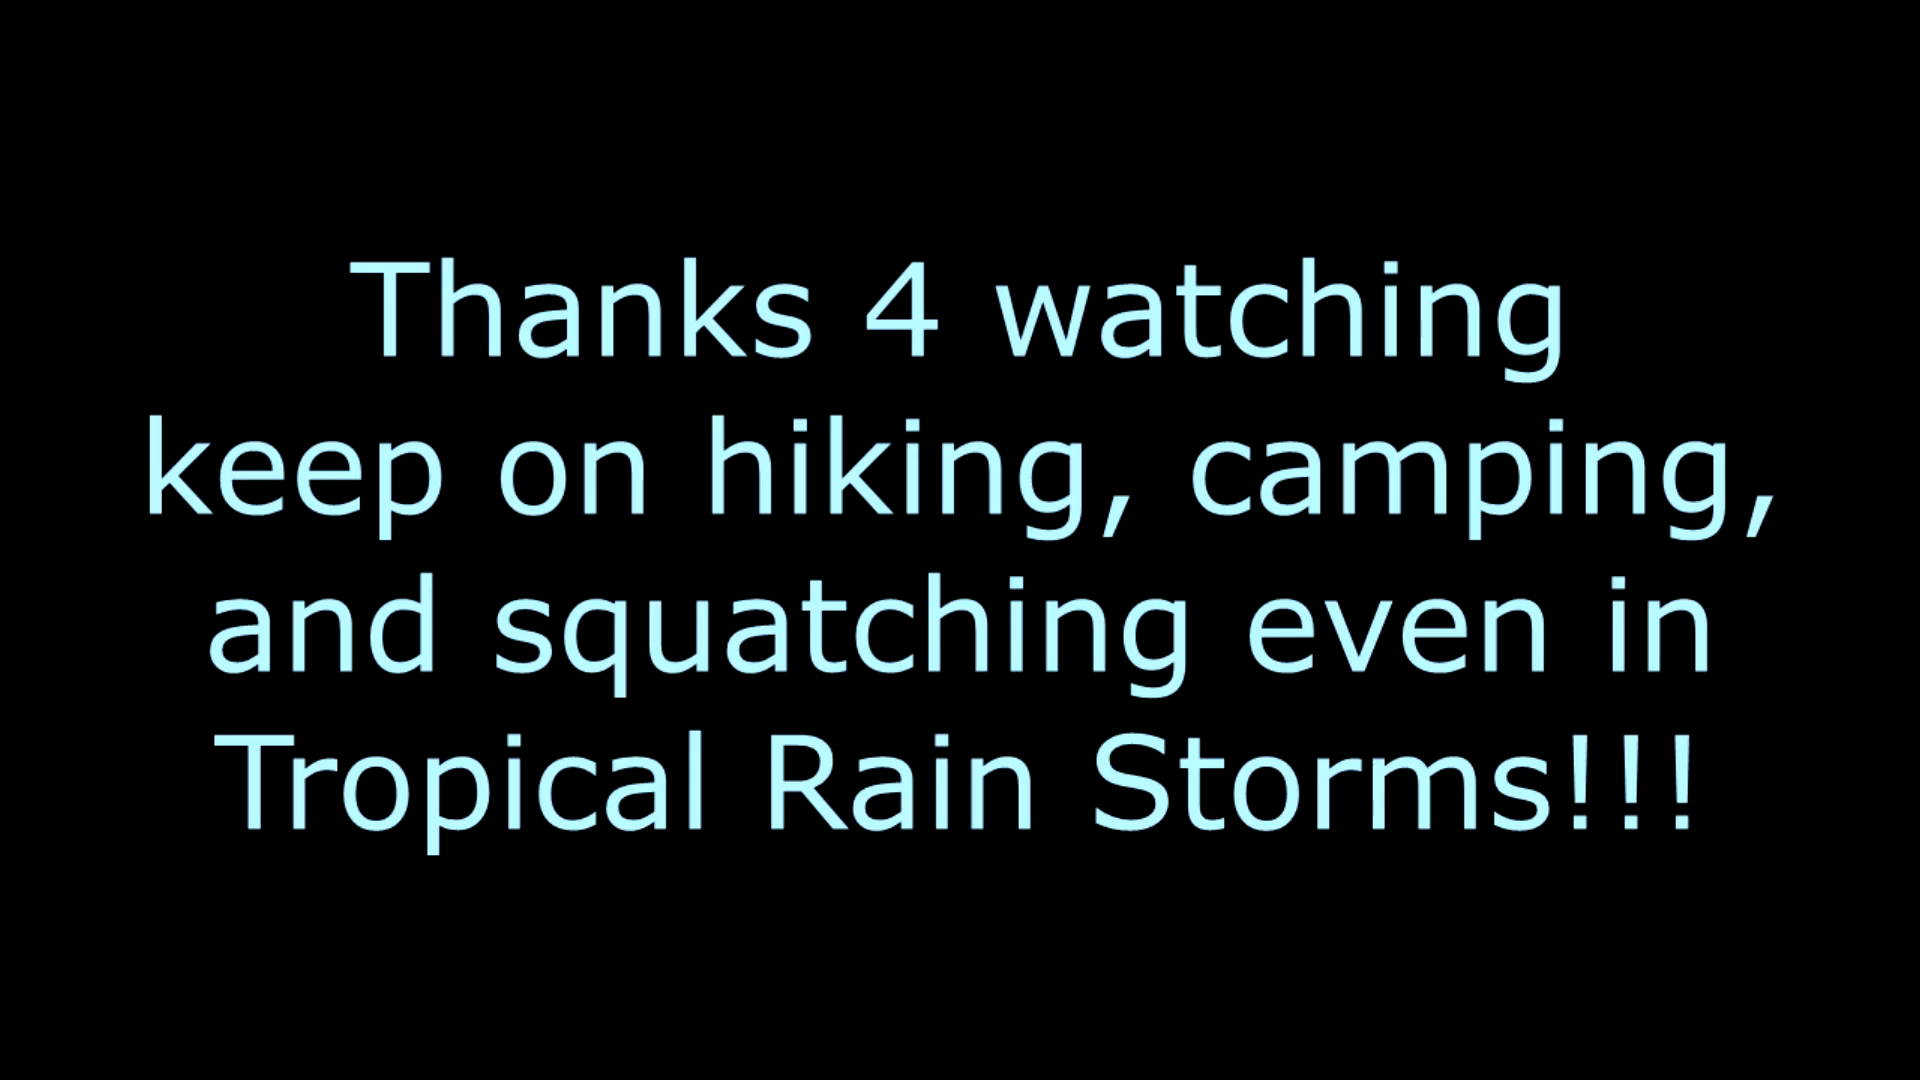 Thanks 4 watching
keep on hiking, camping,
and squatching even in
Tropical Rain Storms!!!